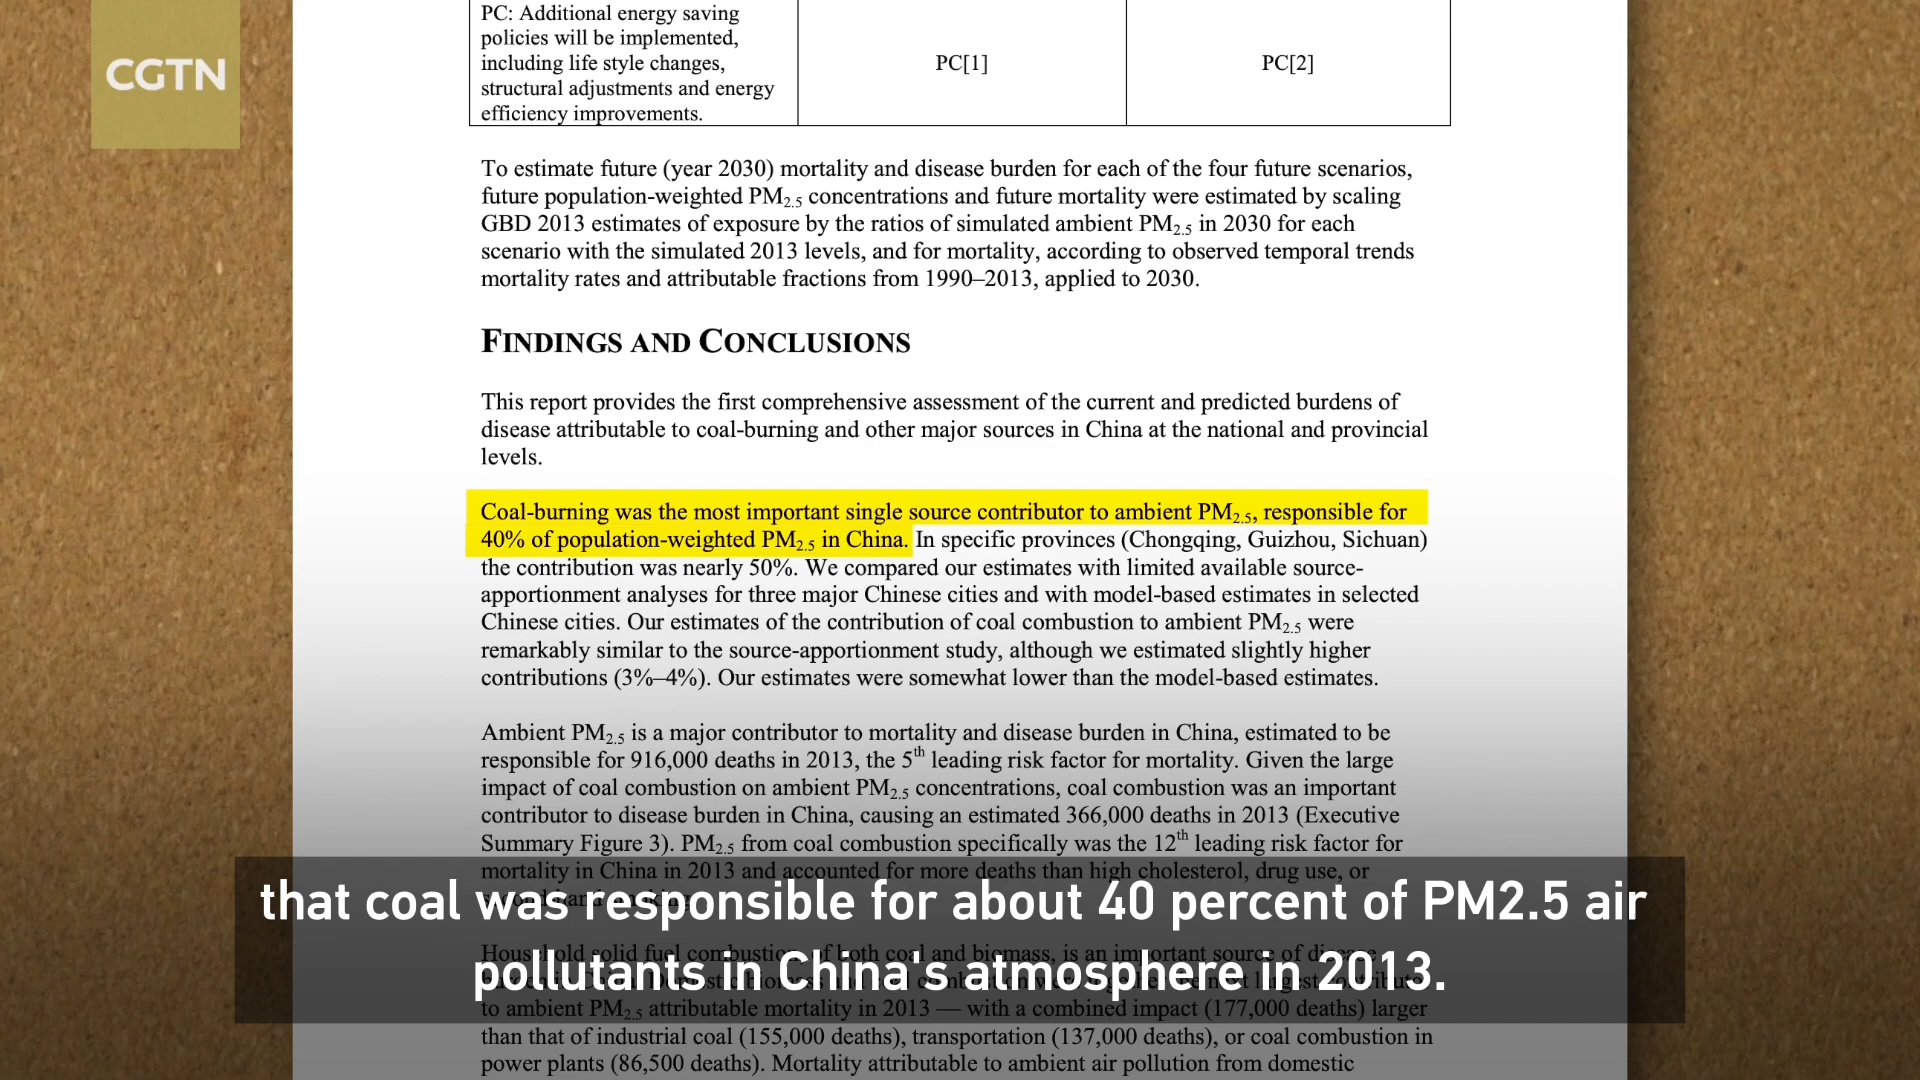 CGTN
PC: Additional energy saving
policies will be implemented,
including life style changes,
structural adjustments and energy
efficiency improvements.
PC[1]
PC[2]
To estimate future (year 2030) mortality and disease burden for each of the four future scenarios,
future population-weighted PM2.5 concentrations and future mortality were estimated by scaling
GBD 2013 estimates of exposure by the ratios of simulated ambient PM2.5 in 2030 for each
scenario with the simulated 2013 levels, and for mortality, according to observed temporal trends
mortality rates and attributable fractions from 1990–2013, applied to 2030.
FINDINGS AND CONCLUSIONS
This report provides the first comprehensive assessment of the current and predicted burdens of
disease attributable to coal-burning and other major sources in China at the national and provincial
levels.
Coal-burning was the most important single source contributor to ambient PM2.5, responsible for
40% of population-weighted PM2.5 in China. In specific provinces (Chongqing, Guizhou, Sichuan)
the contribution was nearly 50%. We compared our estimates with limited available source-
apportionment analyses for three major Chinese cities and with model-based estimates in selected
Chinese cities. Our estimates of the contribution of coal combustion to ambient PM2.5 were
remarkably similar to the source-apportionment study, although we estimated slightly higher
contributions (3%–4%). Our estimates were somewhat lower than the model-based estimates.
Ambient PM2.5 is a major contributor to mortality and disease burden in China, estimated to be
responsible for 916,000 deaths in 2013, the 5th leading risk factor for mortality. Given the large
impact of coal combustion on ambient PM2.5 concentrations, coal combustion was an important
contributor to disease burden in China, causing an estimated 366,000 deaths in 2013 (Executive
Summary Figure 3). PM2.5 from coal combustion specifically was the 12th leading risk factor for
mortality in China in 2013 and accounted for more deaths than high cholesterol, drug use, or
that coal was responsible for about 40 percent of PM2.5 air
Household solid fuel combustion, of both coal and biomass, is an important source of disease
pollutants in China's atmosphere in 2013.
to ambient PM2.5 attributable mortality in 2013 — with a combined impact (177,000 deaths) larger
than that of industrial coal (155,000 deaths), transportation (137,000 deaths), or coal combustion in
power plants (86,500 deaths). Mortality attributable to ambient air pollution from domestic